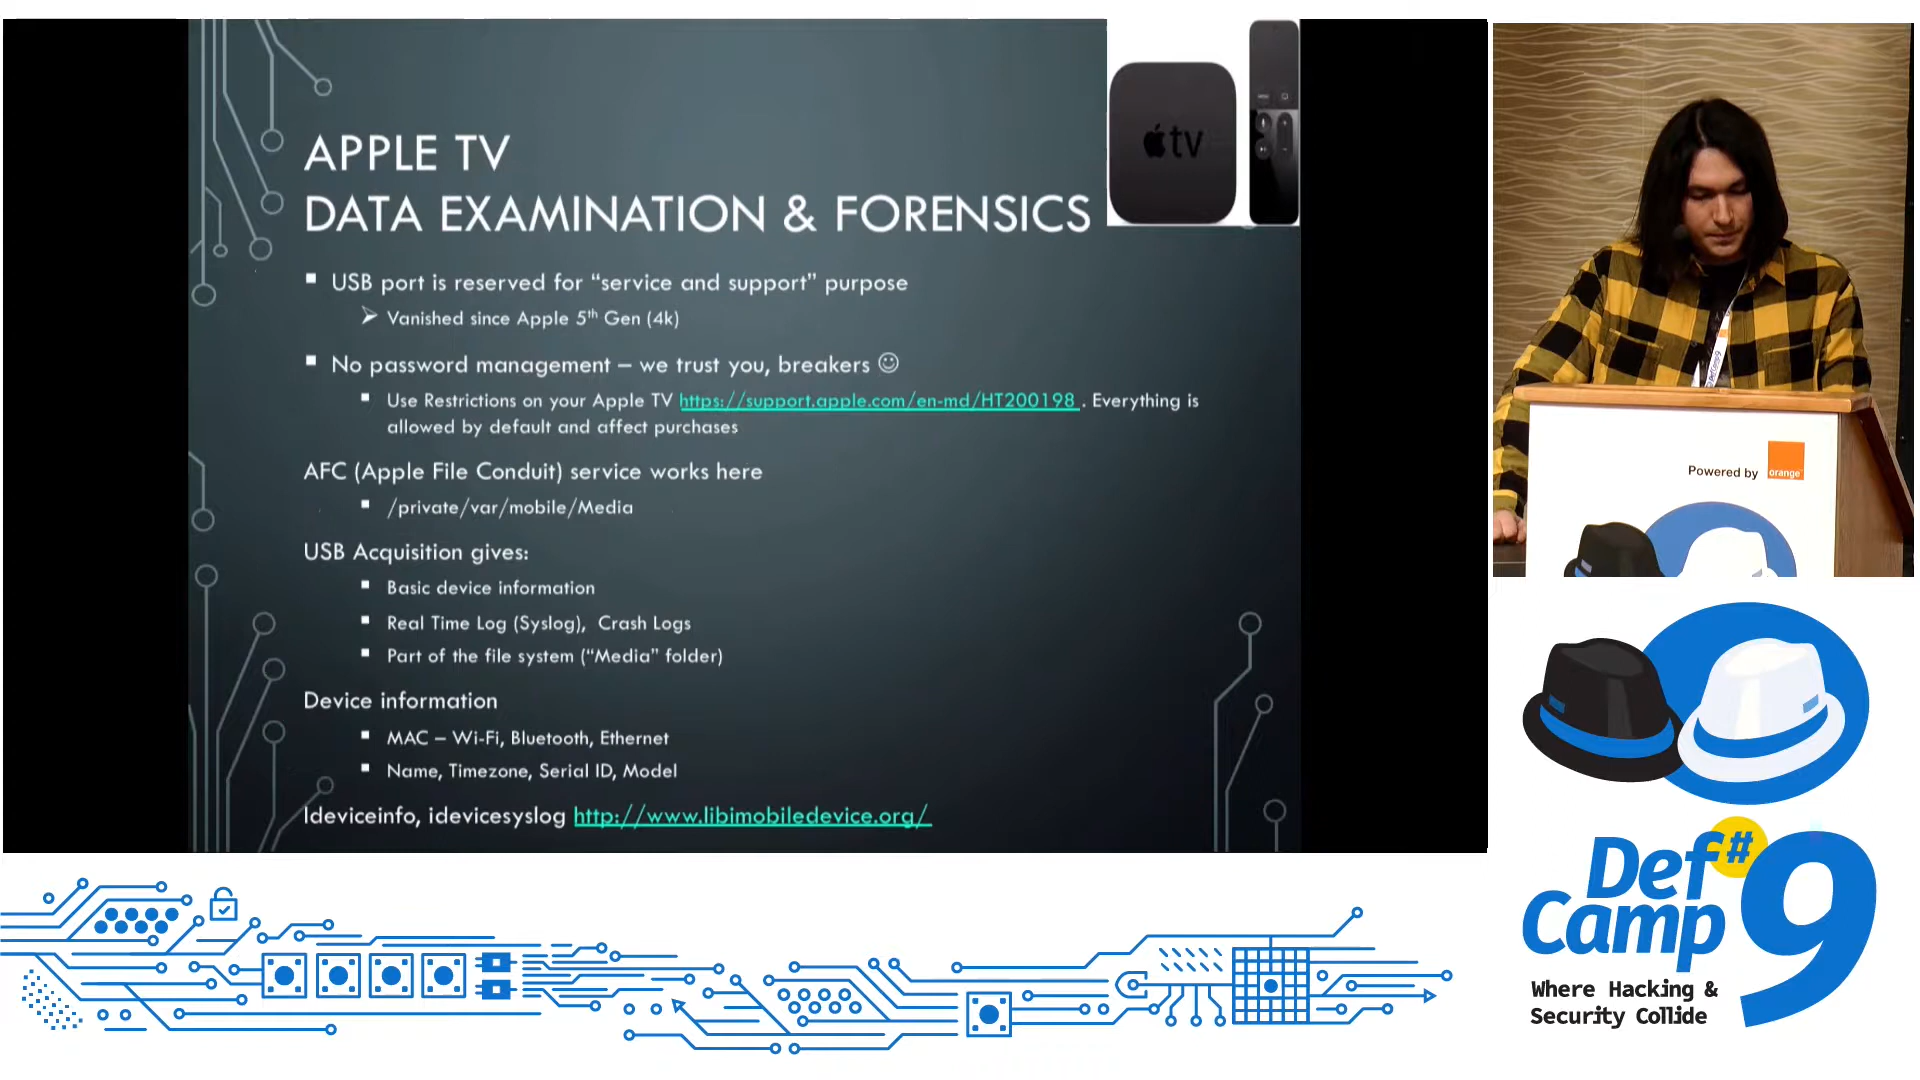 tv
APPLE TV
DATA EXAMINATION & FORENSICS
▪ USB port is reserved for “service and support” purpose
➢ Vanished since Apple 5th Gen (4k)
▪ No password management – we trust you, breakers ☺
▪ Use Restrictions on your Apple TV https://support.apple.com/en-md/HT200198 . Everything is
allowed by default and affect purchases
AFC (Apple File Conduit) service works here
▪ /private/var/mobile/Media
USB Acquisition gives:
▪ Basic device information
▪ Real Time Log (Syslog), Crash Logs
▪ Part of the file system (“Media” folder)
Device information
▪ MAC – Wi-Fi, Bluetooth, Ethernet
▪ Name, Timezone, Serial ID, Model
Ideviceinfo, idevicesyslog http://www.libimobiledevice.org/
Powered by orange
Def #9
Camp
Where Hacking &
Security Collide